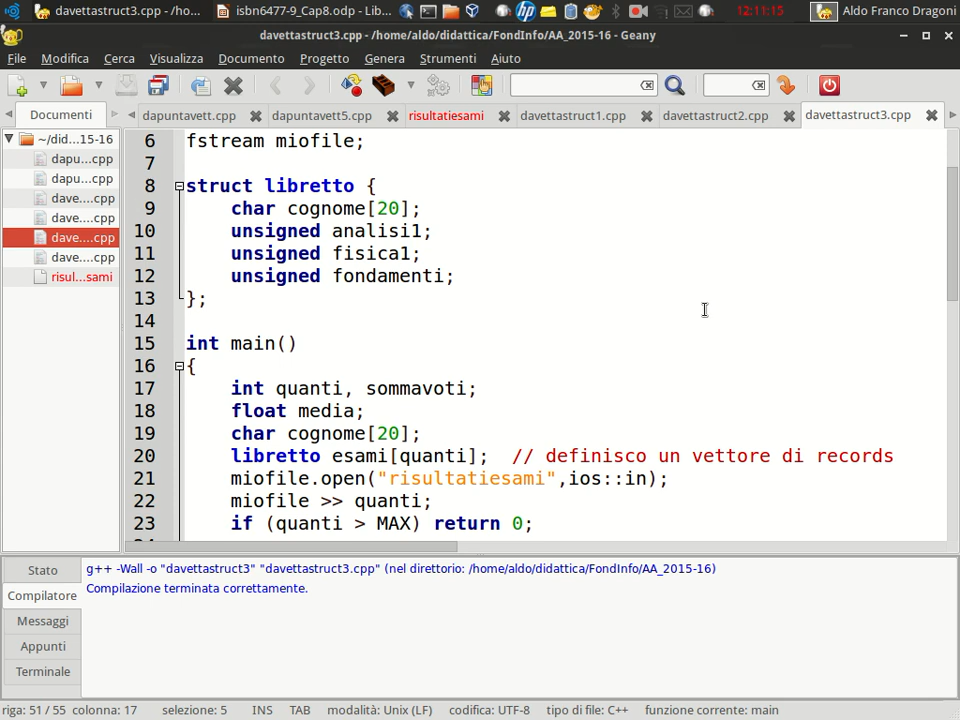 davettastruct3.cpp - /ho...
isbn6477-9_Cap8.odp - Lib...
hp
12:11:15
Aldo Franco Dragoni
davettastruct3.cpp - /home/aldo/didattica/FondInfo/AA_2015-16 - Geany
File Modifica Cerca Visualizza Documento Progetto Genera Strumenti Aiuto
Documenti dapuntavett.cpp dapuntavett5.cpp risultatiesami davettastruct1.cpp davettastruct2.cpp davettastruct3.cpp
~/did...15-16
dapu...cpp
dapu...cpp
dave....cpp
dave....cpp
dave....cpp
dave....cpp
risul...sami
6 fstream miofile;
7
8 struct libretto {
9 char cognome[20];
10 unsigned analisi1;
11 unsigned fisica1;
12 unsigned fondamenti;
13 };
14
15 int main()
16 {
17 int quanti, sommavoti;
18 float media;
19 char cognome[20];
20 libretto esami[quanti]; // definisco un vettore di records
21 miofile.open("risultatiesami",ios::in);
22 miofile >> quanti;
23 if (quanti > MAX) return 0;
Stato
Compilatore
Messaggi
Appunti
Terminale
g++ -Wall -o "davettastruct3" "davettastruct3.cpp" (nel direttorio: /home/aldo/didattica/FondInfo/AA_2015-16)
Compilazione terminata correttamente.
riga: 51 / 55 colonna: 17 selezione: 5 INS TAB modalità: Unix (LF) codifica: UTF-8 tipo di file: C++ funzione corrente: main